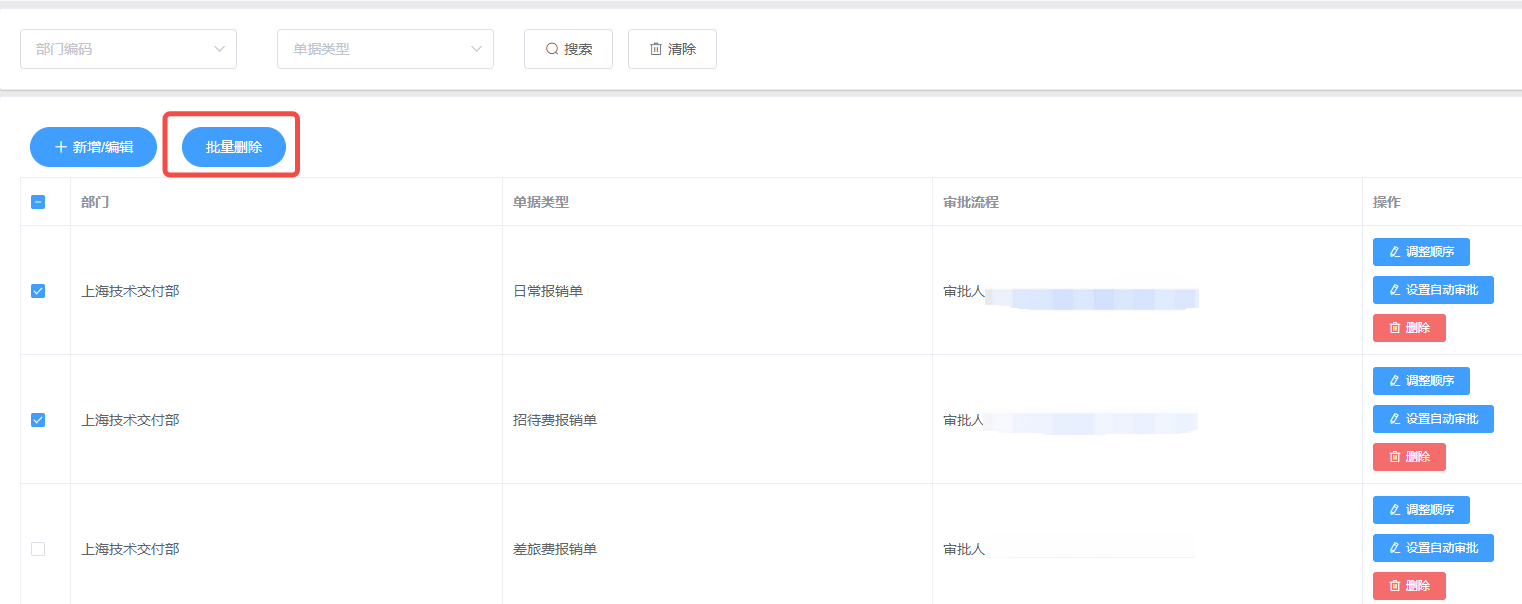 部门编码 单据类型 搜索 清除
新增/编辑 批量删除
部门 单据类型 审批流程 操作
调整顺序
上海技术交付部 日常报销单 审批人 设置自动审批
删除
调整顺序
上海技术交付部 招待费报销单 审批人 设置自动审批
删除
调整顺序
上海技术交付部 差旅费报销单 审批人 设置自动审批
删除